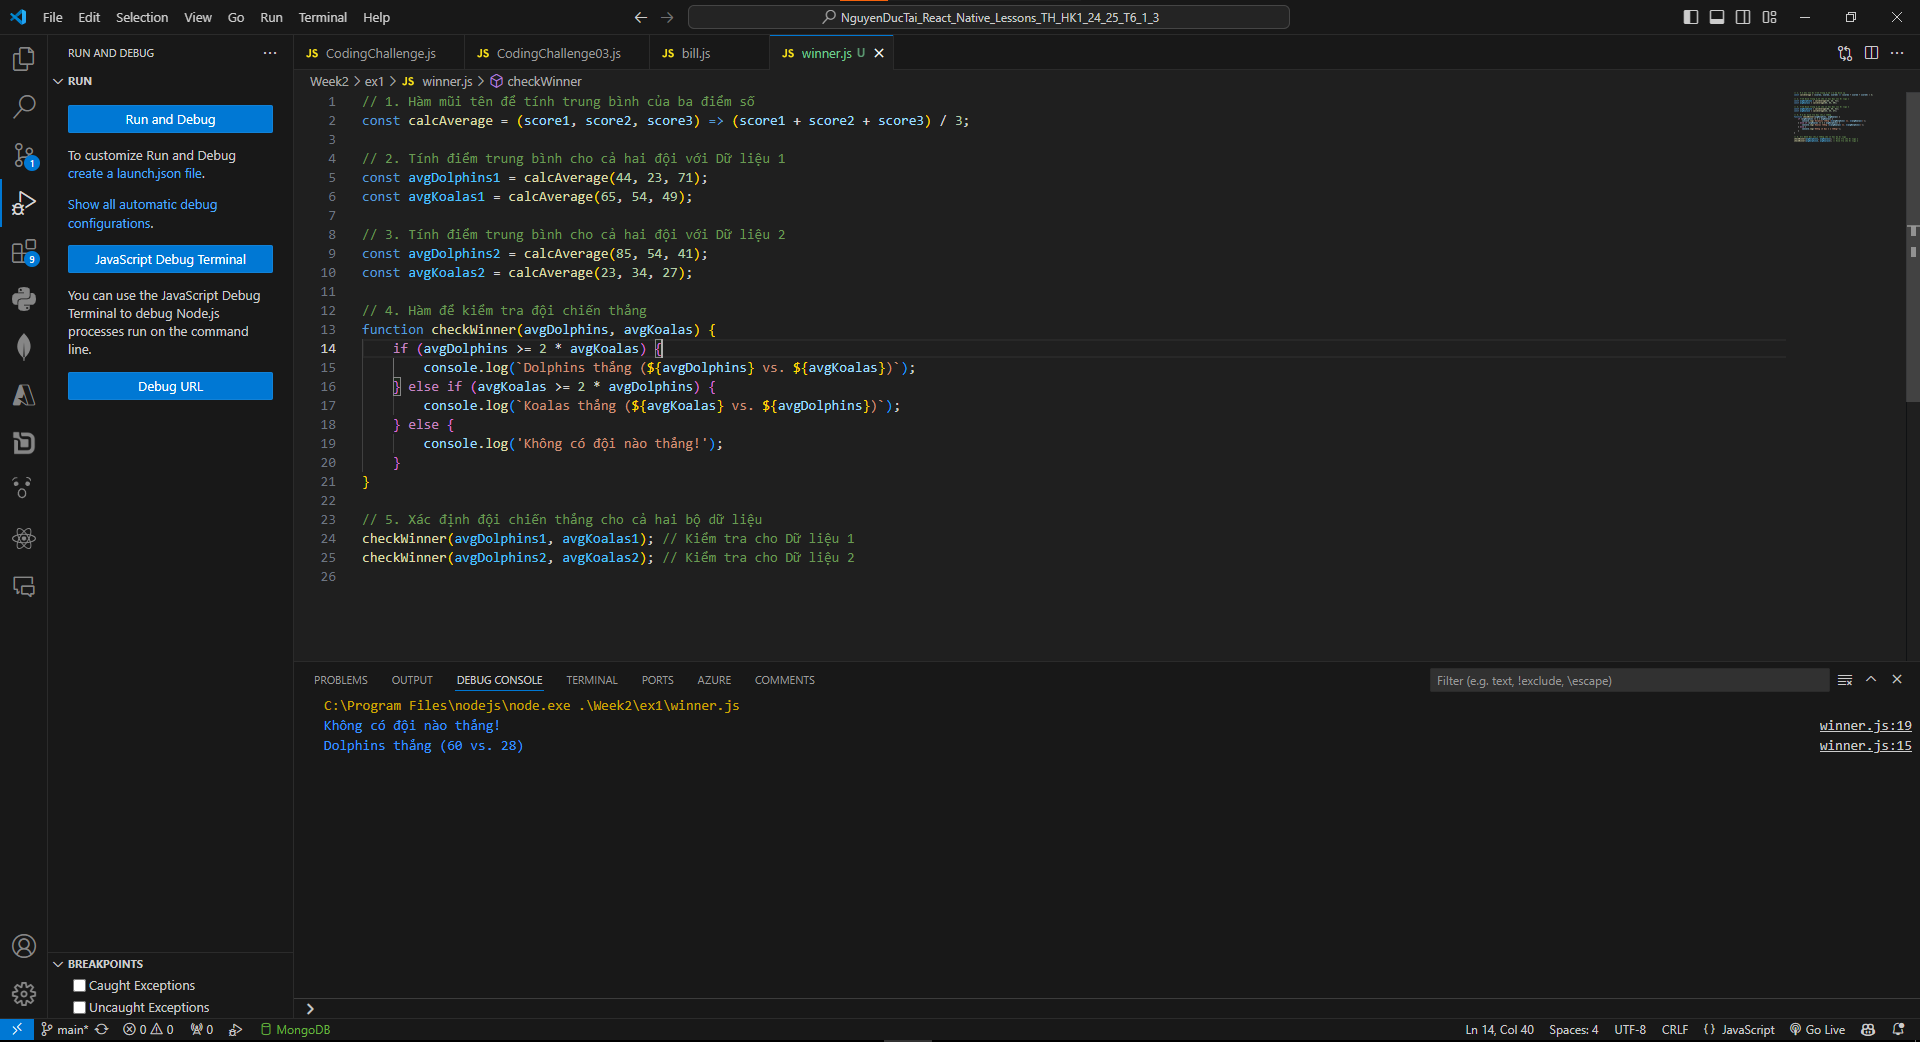 File Edit Selection View Go Run Terminal Help
NguyenDucTai_React_Native_Lessons_TH_HK1_24_25_T6_1_3
RUN AND DEBUG
RUN
Run and Debug
To customize Run and Debug
create a launch.json file.
Show all automatic debug
configurations.
JavaScript Debug Terminal
You can use the JavaScript Debug
Terminal to debug Node.js
processes run on the command
line.
Debug URL
1
9
BREAKPOINTS
Caught Exceptions
Uncaught Exceptions
JS CodingChallenge.js
JS CodingChallenge03.js
JS bill.js
JS winner.js U
Week2 > ex1 > JS winner.js > checkWinner
1 // 1. Hàm mũi tên để tính trung bình của ba điểm số
2 const calcAverage = (score1, score2, score3) => (score1 + score2 + score3) / 3;
3
4 // 2. Tính điểm trung bình cho cả hai đội với Dữ liệu 1
5 const avgDolphins1 = calcAverage(44, 23, 71);
6 const avgKoalas1 = calcAverage(65, 54, 49);
7
8 // 3. Tính điểm trung bình cho cả hai đội với Dữ liệu 2
9 const avgDolphins2 = calcAverage(85, 54, 41);
10 const avgKoalas2 = calcAverage(23, 34, 27);
11
12 // 4. Hàm để kiểm tra đội chiến thắng
13 function checkWinner(avgDolphins, avgKoalas) {
14 if (avgDolphins >= 2 * avgKoalas) {
15 console.log(`Dolphins thắng (${avgDolphins} vs. ${avgKoalas})`);
16 } else if (avgKoalas >= 2 * avgDolphins) {
17 console.log(`Koalas thắng (${avgKoalas} vs. ${avgDolphins})`);
18 } else {
19 console.log('Không có đội nào thắng!');
20 }
21 }
22
23 // 5. Xác định đội chiến thắng cho cả hai bộ dữ liệu
24 checkWinner(avgDolphins1, avgKoalas1); // Kiểm tra cho Dữ liệu 1
25 checkWinner(avgDolphins2, avgKoalas2); // Kiểm tra cho Dữ liệu 2
26
PROBLEMS OUTPUT DEBUG CONSOLE TERMINAL PORTS AZURE COMMENTS
Filter (e.g. text, !exclude, \escape)
C:\Program Files\nodejs\node.exe .\Week2\ex1\winner.js
Không có đội nào thắng! winner.js:19
Dolphins thắng (60 vs. 28) winner.js:15
main* 0 0 0 MongoDB
Ln 14, Col 40 Spaces: 4 UTF-8 CRLF {} JavaScript Go Live